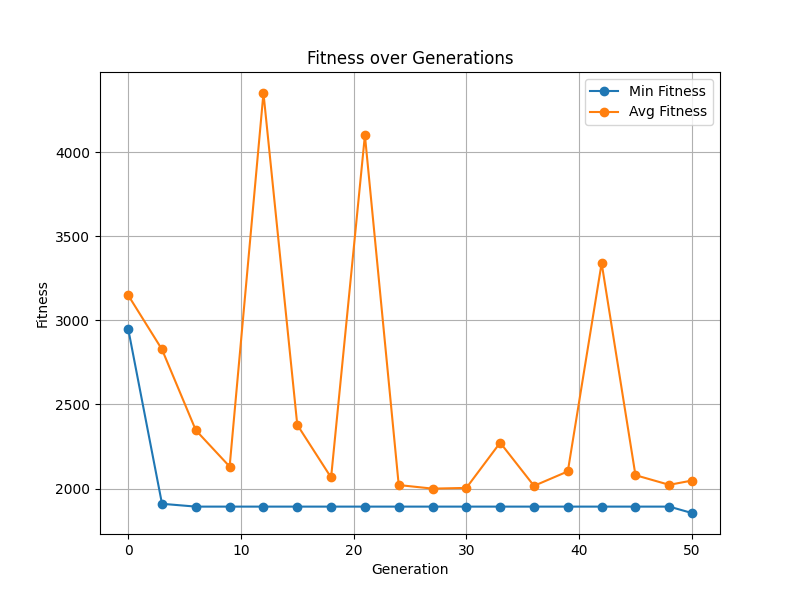 Fitness over Generations
Min Fitness
Avg Fitness
Fitness
4000
3500
3000
2500
2000
0 10 20 30 40 50
Generation